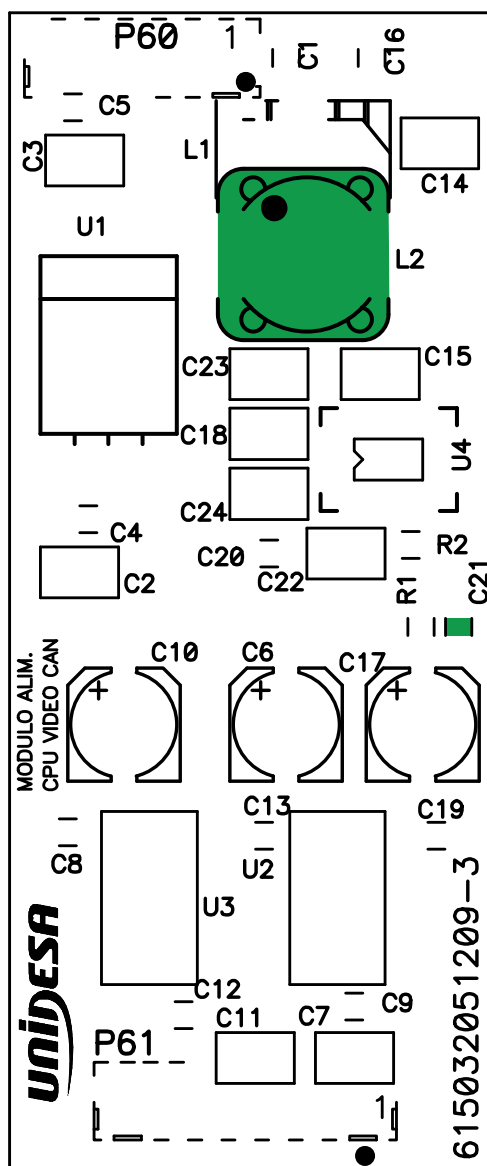 P60
1
C1
C16
C5
C3
L1
C14
U1
L2
C23
C15
C18
U4
C24
C4
C20
R2
C2
C22
R1
C21
C10
C6
C17
MODULO ALIM.
CPU VIDEO CAN
C13
C19
C8
U2
U3
C12
C9
C11
C7
P61
1
UNIDESA
615032051209-3